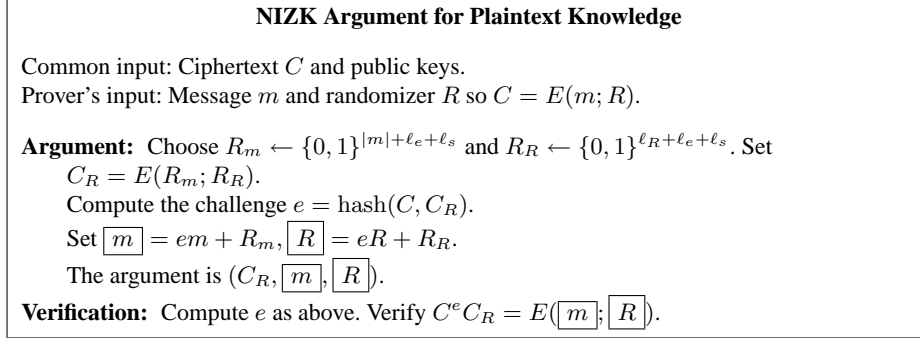 NIZK Argument for Plaintext Knowledge
Common input: Ciphertext C and public keys.
Prover's input: Message m and randomizer R so C = E(m; R).
Argument: Choose R_m ← {0, 1}^{|m|+ℓ_e+ℓ_s} and R_R ← {0, 1}^{ℓ_R+ℓ_e+ℓ_s}. Set
C_R = E(R_m; R_R).
Compute the challenge e = hash(C, C_R).
Set m = em + R_m, R = eR + R_R.
The argument is (C_R, m, R).
Verification: Compute e as above. Verify C^e C_R = E(m; R).